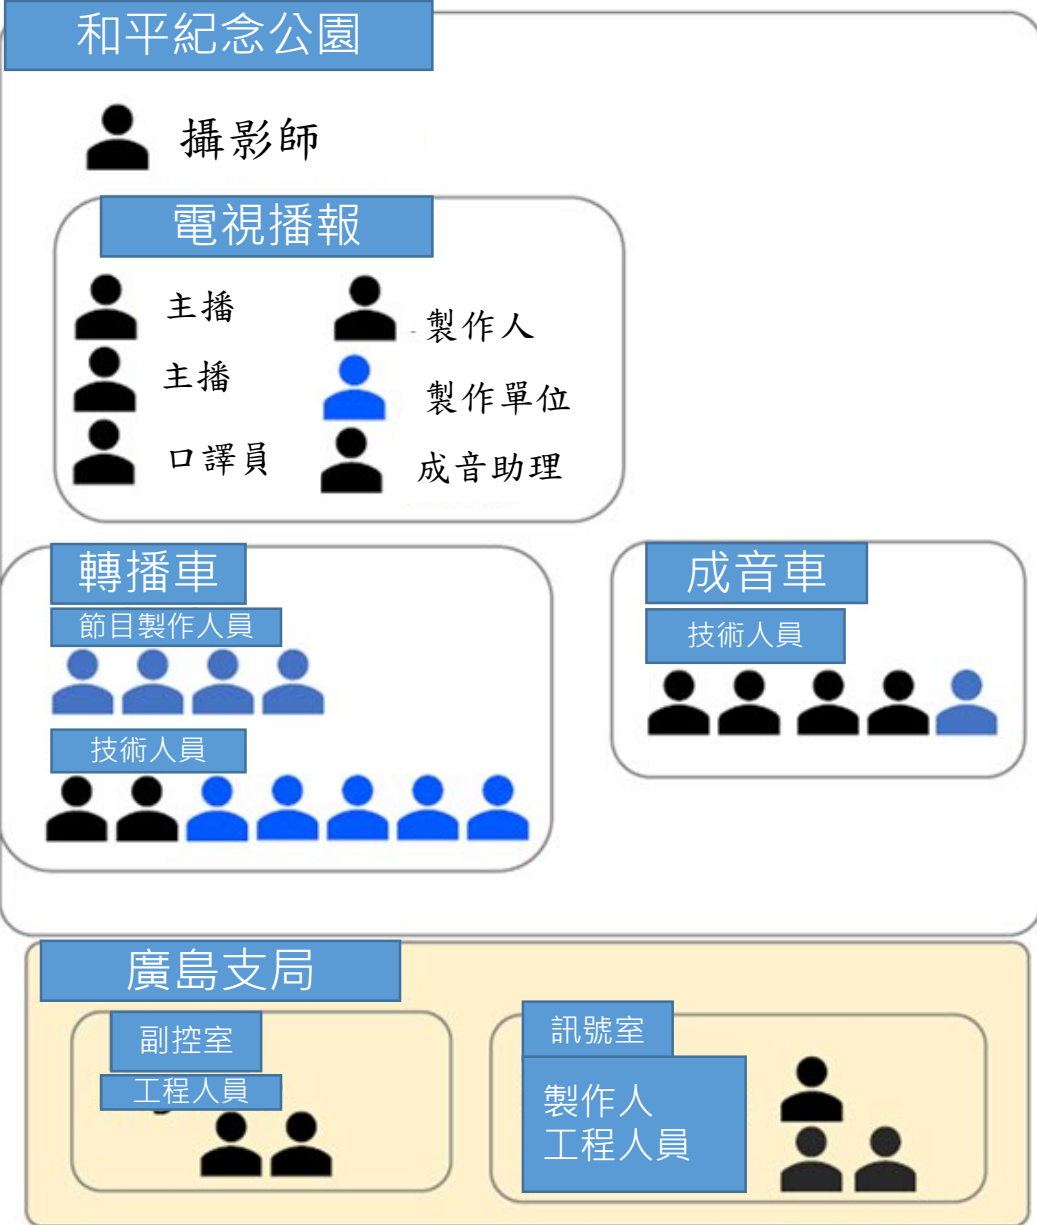 和平紀念公園
攝影師
電視播報
主播
製作人
主播
製作單位
口譯員
成音助理
轉播車
節目製作人員
技術人員
成音車
技術人員
廣島支局
副控室
工程人員
訊號室
製作人
工程人員